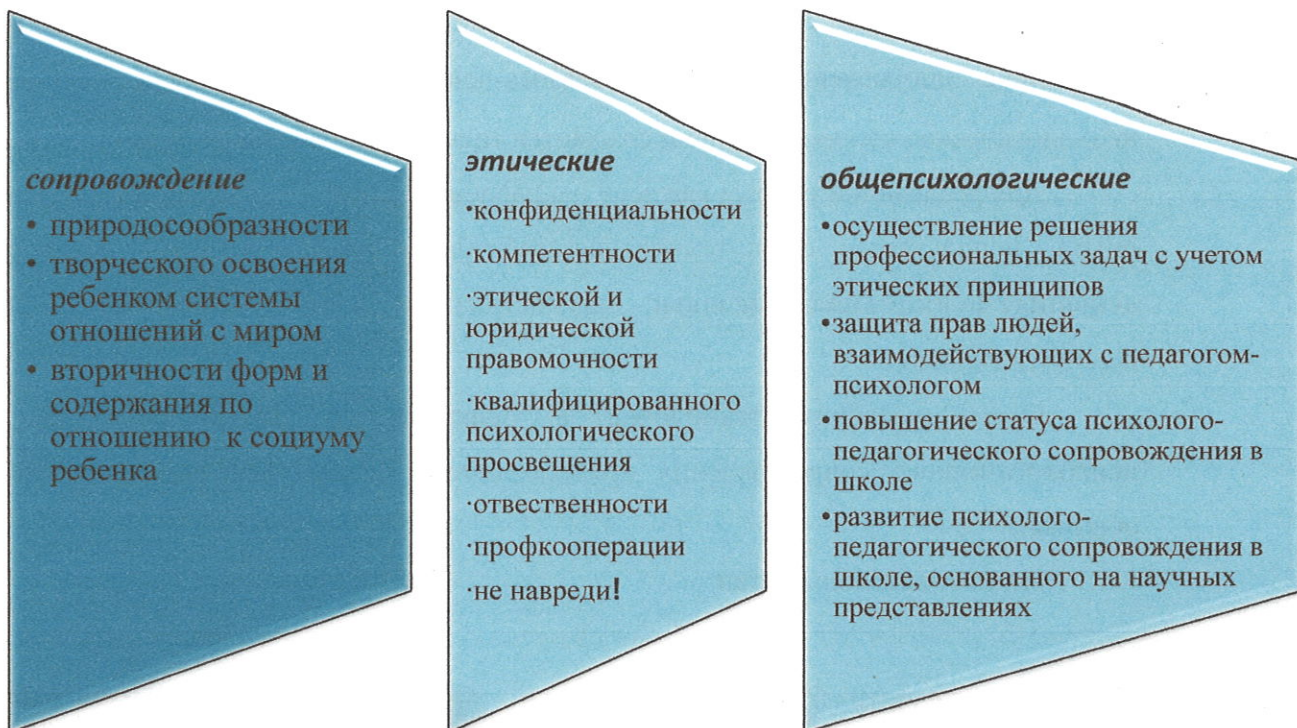 сопровождение
• природосообразности
• творческого освоения
ребенком системы
отношений с миром
• вторичности форм и
содержания по
отношению к социуму
ребенка
этические
·конфиденциальности
·компетентности
·этической и
юридической
правомочности
·квалифицированного
психологического
просвещения
·отвественности
·профкооперации
·не навреди!
общепсихологические
•осуществление решения
профессиональных задач с учетом
этических принципов
•защита прав людей,
взаимодействующих с педагогом-
психологом
•повышение статуса психолого-
педагогического сопровождения в
школе
•развитие психолого-
педагогического сопровождения в
школе, основанного на научных
представлениях